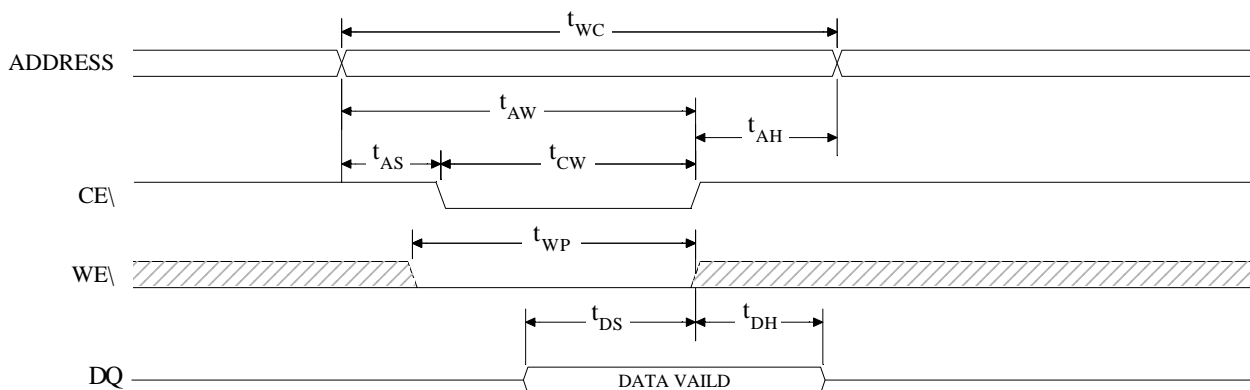 tWC
ADDRESS
tAW
tAH
tAS
tCW
CE\
tWP
WE\
tDS
tDH
DQ
DATA VAILD